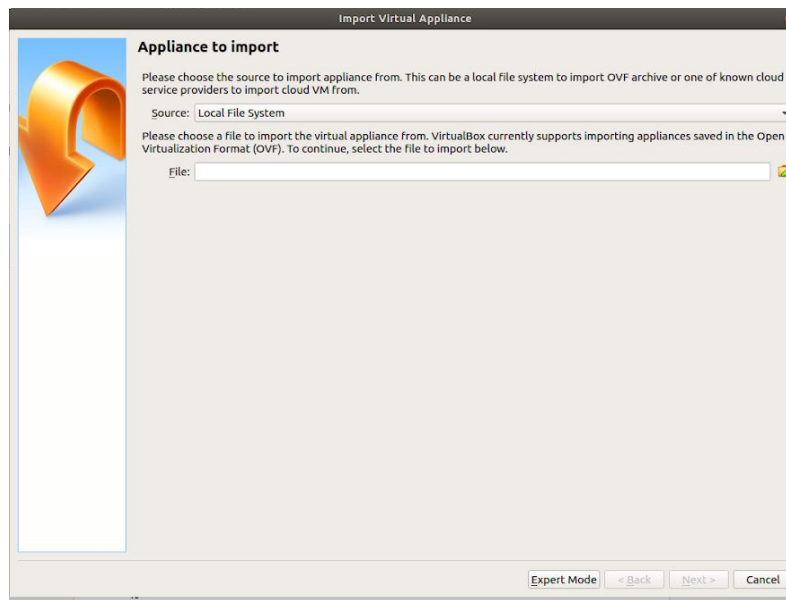 Import Virtual Appliance
Appliance to import
Please choose the source to import appliance from. This can be a local file system to import OVF archive or one of known cloud
service providers to import cloud VM from.
Source: Local File System
Please choose a file to import the virtual appliance from. VirtualBox currently supports importing appliances saved in the Open
Virtualization Format (OVF). To continue, select the file to import below.
File:
Expert Mode < Back Next > Cancel